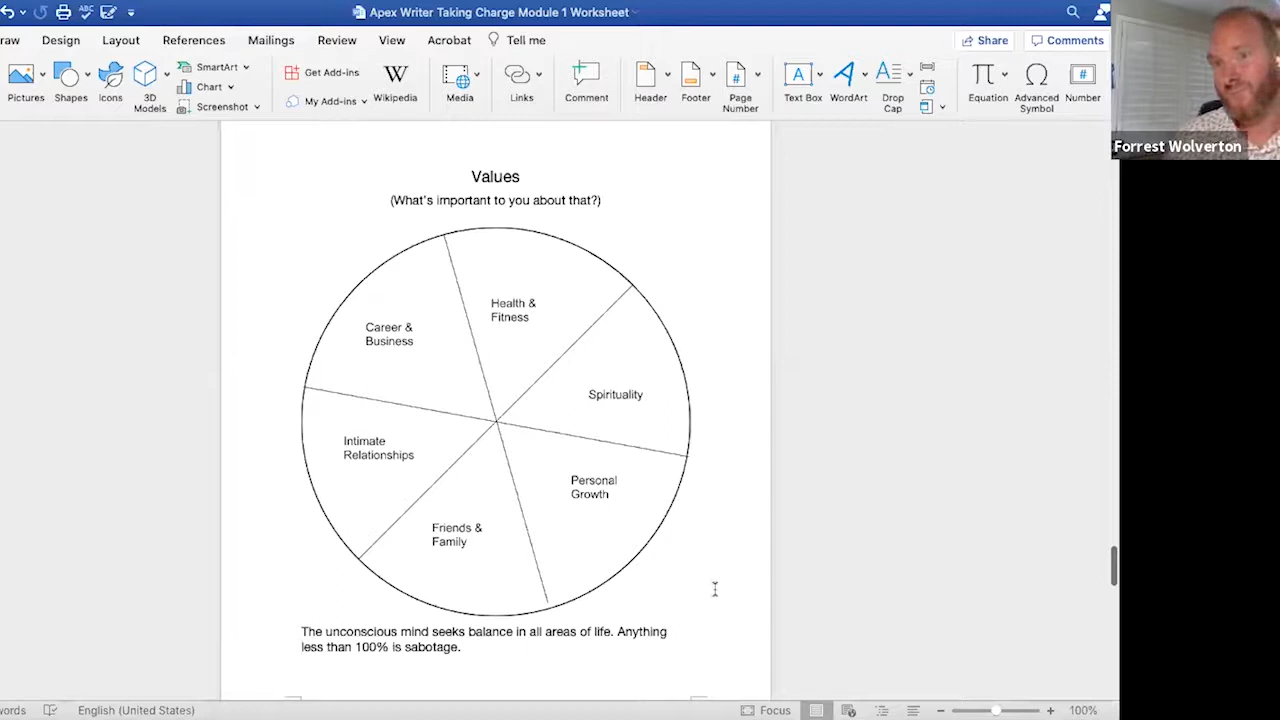 Apex Writer Taking Charge Module 1 Worksheet
ABC
raw Design Layout References Mailings Review View Acrobat Tell me Share Comments
SmartArt
Chart
Screenshot
Get Add-ins
My Add-ins
W
A
A
A
#
#
Pictures Shapes Icons 3D Models Wikipedia Media Links Comment Header Footer Page Number Text Box WordArt Drop Cap Equation Advanced Symbol Number
Forrest Wolverton
Values
(What's important to you about that?)
Health &
Fitness
Career &
Business
Spirituality
Intimate
Relationships
Personal
Growth
Friends &
Family
The unconscious mind seeks balance in all areas of life. Anything
less than 100% is sabotage.
words English (United States) Focus 100%